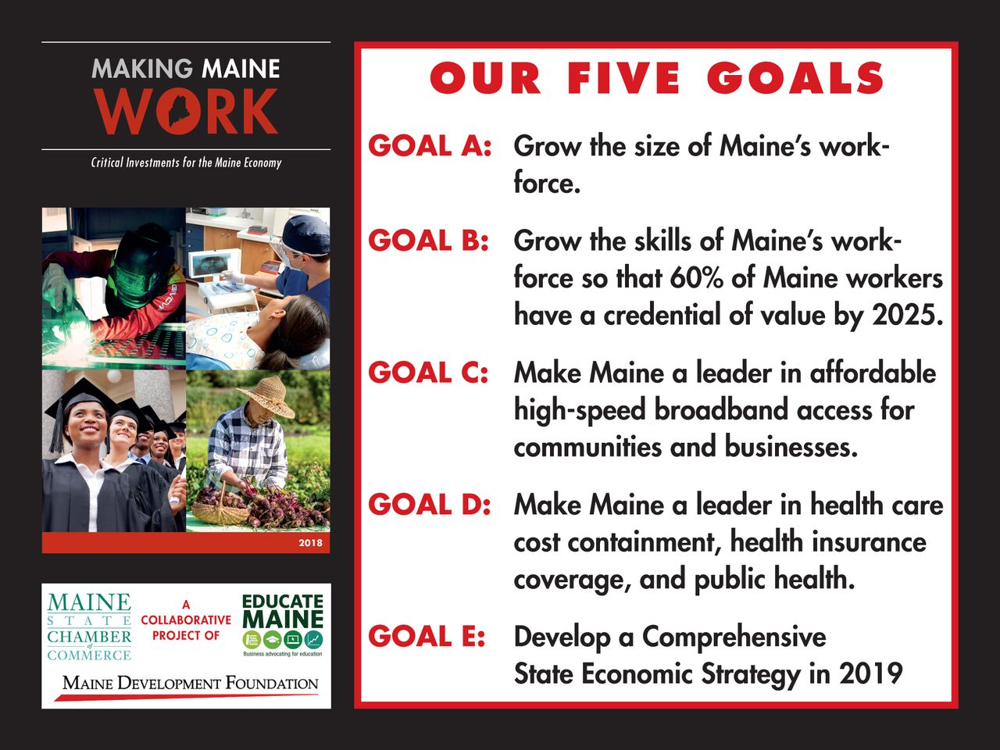 MAKING MAINE
WORK
Critical Investments for the Maine Economy
2018
MAINE
STATE
CHAMBER
of
COMMERCE
A
COLLABORATIVE
PROJECT OF
EDUCATE
MAINE
Business advocating for education
MAINE DEVELOPMENT FOUNDATION
OUR FIVE GOALS
GOAL A: Grow the size of Maine’s work-
force.
GOAL B: Grow the skills of Maine’s work-
force so that 60% of Maine workers
have a credential of value by 2025.
GOAL C: Make Maine a leader in affordable
high-speed broadband access for
communities and businesses.
GOAL D: Make Maine a leader in health care
cost containment, health insurance
coverage, and public health.
GOAL E: Develop a Comprehensive
State Economic Strategy in 2019